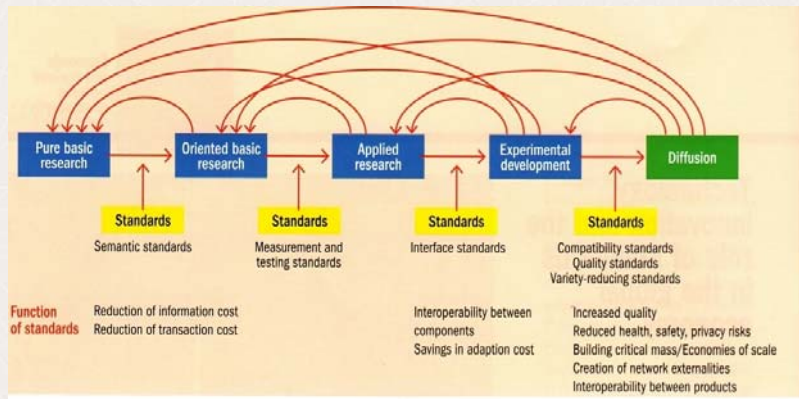 Pure basic
research
Oriented basic
research
Applied
research
Experimental
development
Diffusion
Standards
Semantic standards
Standards
Measurement and
testing standards
Standards
Interface standards
Standards
Compatibility standards
Quality standards
Variety-reducing standards
Function
of standards
Reduction of information cost
Reduction of transaction cost
Interoperability between
components
Savings in adaption cost
Increased quality
Reduced health, safety, privacy risks
Building critical mass/Economies of scale
Creation of network externalities
Interoperability between products